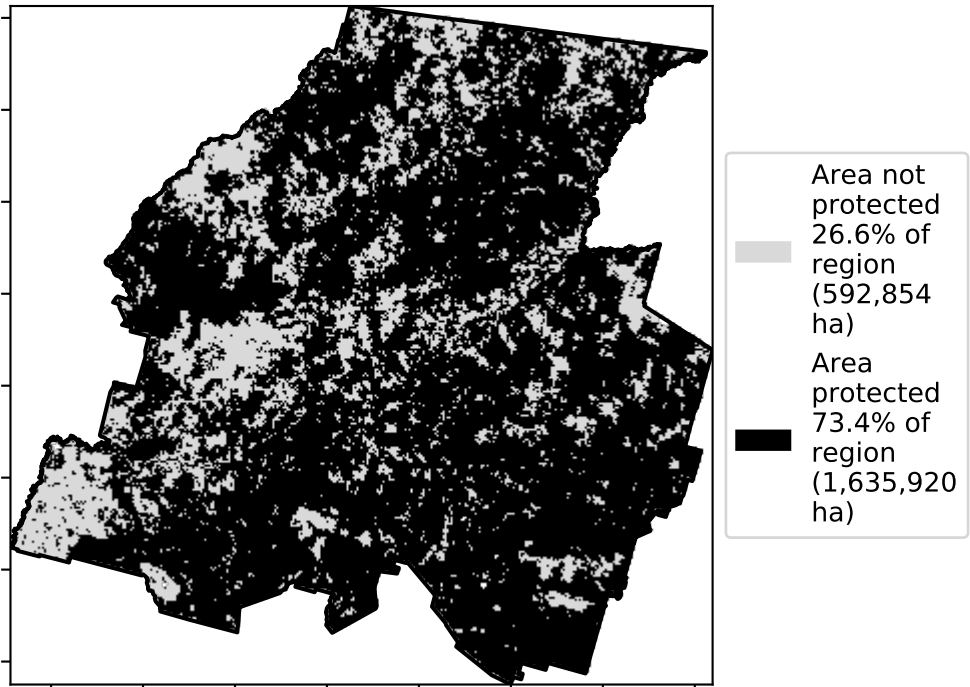 Area not
protected
26.6% of
region
(592,854
ha)
Area
protected
73.4% of
region
(1,635,920
ha)